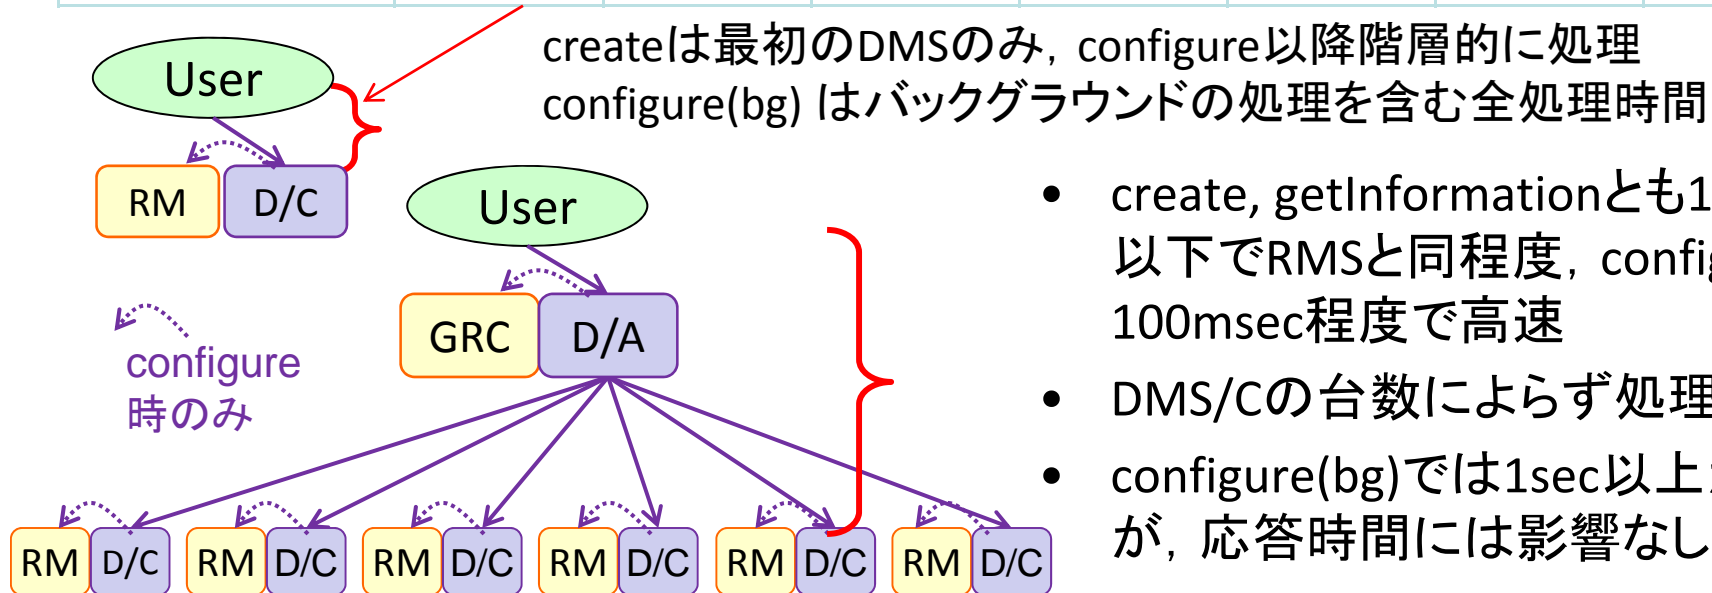 createは最初のDMSのみ，configure以降階層的に処理
configure(bg) はバックグラウンドの処理を含む全処理時間
User
RM D/C
User
GRC D/A
configure
時のみ
RM D/C RM D/C RM D/C RM D/C RM D/C RM D/C
• create, getInformationとも1
以下でRMSと同程度，confi
100msec程度で高速
• DMS/Cの台数によらず処理
• configure(bg)では1sec以上
が，応答時間には影響なし